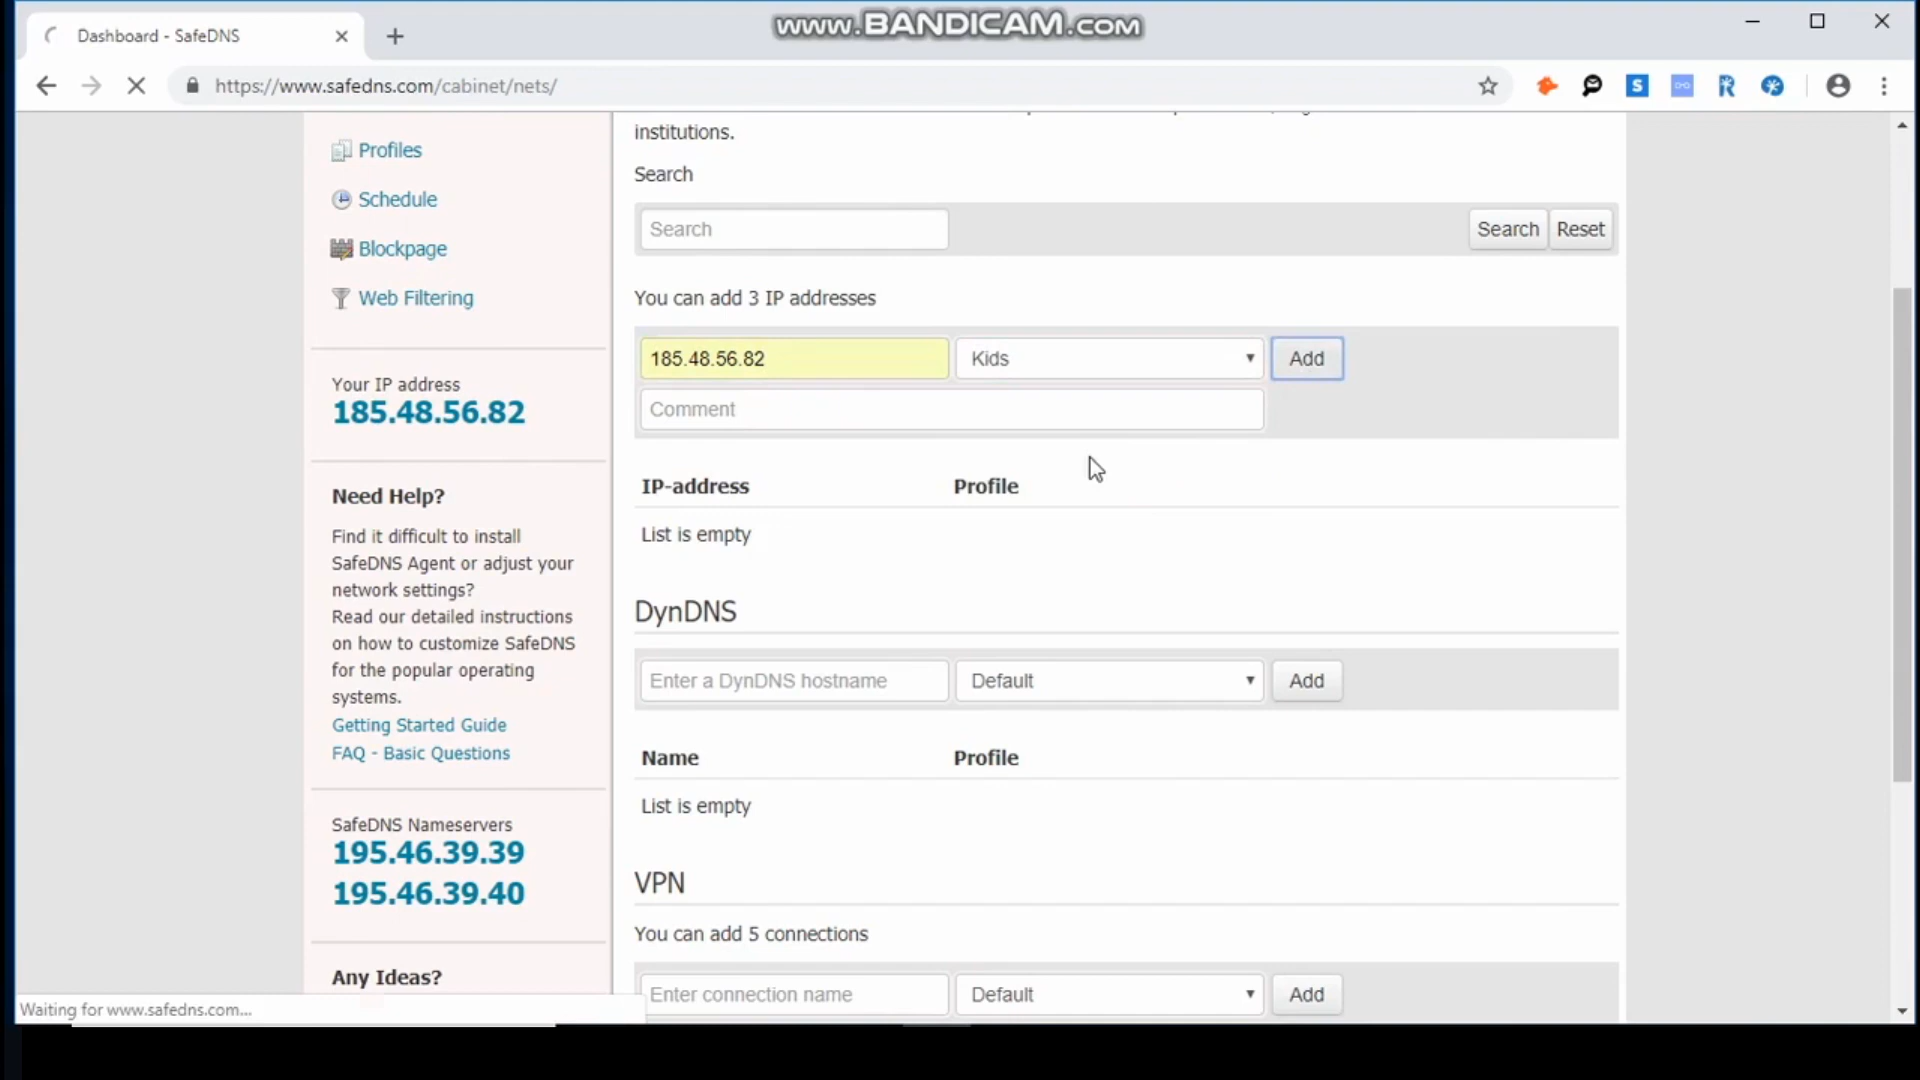 www.BANDICAM.com
Dashboard - SafeDNS
https://www.safedns.com/cabinet/nets/
Profiles
Schedule
Blockpage
Web Filtering
Your IP address
185.48.56.82
Need Help?
Find it difficult to install
SafeDNS Agent or adjust your
network settings?
Read our detailed instructions
on how to customize SafeDNS
for the popular operating
systems.
Getting Started Guide
FAQ - Basic Questions
SafeDNS Nameservers
195.46.39.39
195.46.39.40
Any Ideas?
institutions.
Search
Search
Search
Reset
You can add 3 IP addresses
185.48.56.82
Kids
Add
Comment
IP-address
Profile
List is empty
DynDNS
Enter a DynDNS hostname
Default
Add
Name
Profile
List is empty
VPN
You can add 5 connections
Enter connection name
Default
Add
Waiting for www.safedns.com...